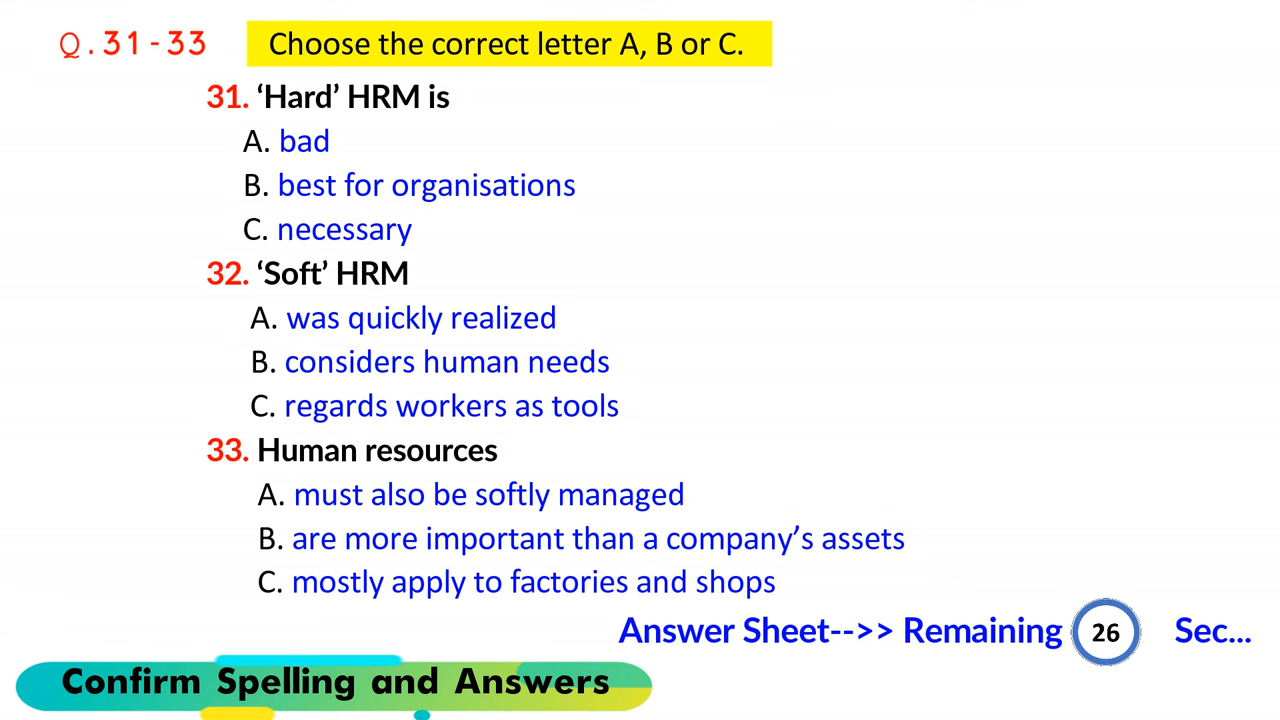 Q.31-33 Choose the correct letter A, B or C.
31. ‘Hard’ HRM is
A. bad
B. best for organisations
C. necessary
32. ‘Soft’ HRM
A. was quickly realized
B. considers human needs
C. regards workers as tools
33. Human resources
A. must also be softly managed
B. are more important than a company’s assets
C. mostly apply to factories and shops
Answer Sheet-->> Remaining 26 Sec...
Confirm Spelling and Answers